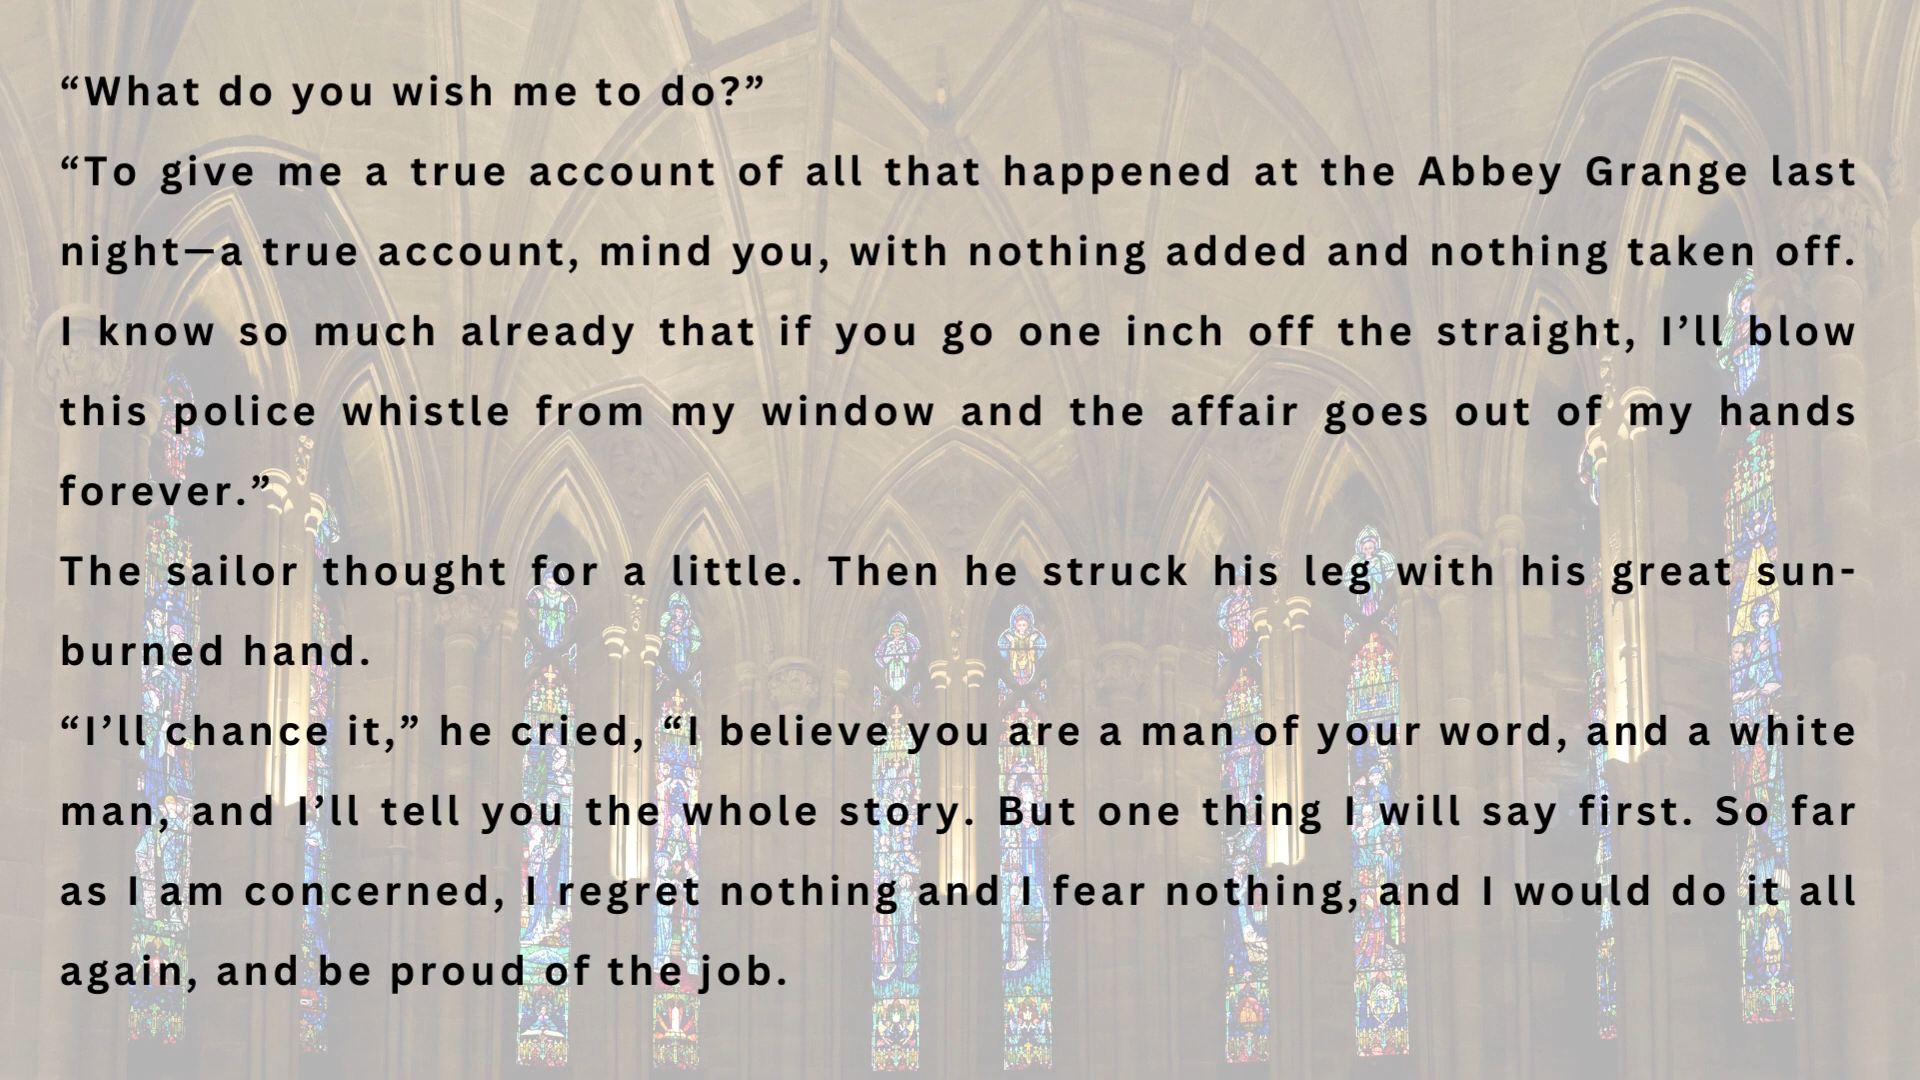 “What do you wish me to do?”
“To give me a true account of all that happened at the Abbey Grange last
night—a true account, mind you, with nothing added and nothing taken off.
I know so much already that if you go one inch off the straight, I’ll blow
this police whistle from my window and the affair goes out of my hands
forever.”
The sailor thought for a little. Then he struck his leg with his great sun-
burned hand.
“I’ll chance it,” he cried, “I believe you are a man of your word, and a white
man, and I’ll tell you the whole story. But one thing I will say first. So far
as I am concerned, I regret nothing and I fear nothing, and I would do it all
again, and be proud of the job.